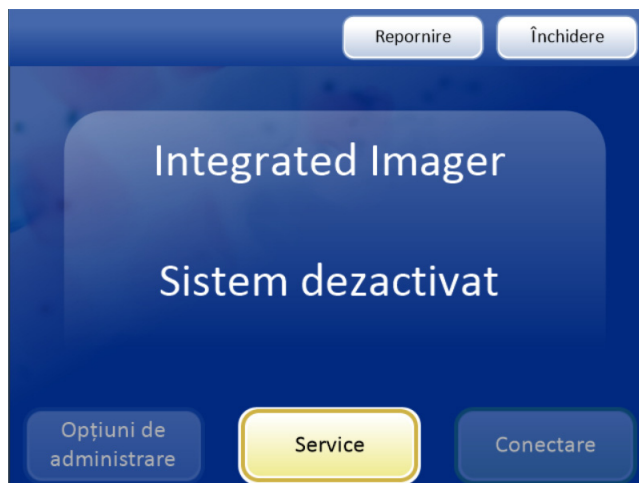 Repornire
Închidere
Integrated Imager
Sistem dezactivat
Opțiuni de
administrare
Service
Conectare